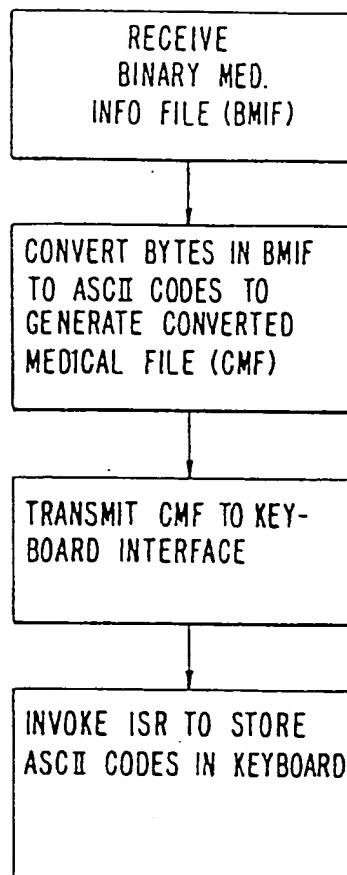 RECEIVE
BINARY MED.
INFO FILE (BMIF)
CONVERT BYTES IN BMIF
TO ASCII CODES TO
GENERATE CONVERTED
MEDICAL FILE (CMF)
TRANSMIT CMF TO KEY-
BOARD INTERFACE
INVOKE ISR TO STORE
ASCII CODES IN KEYBOARD